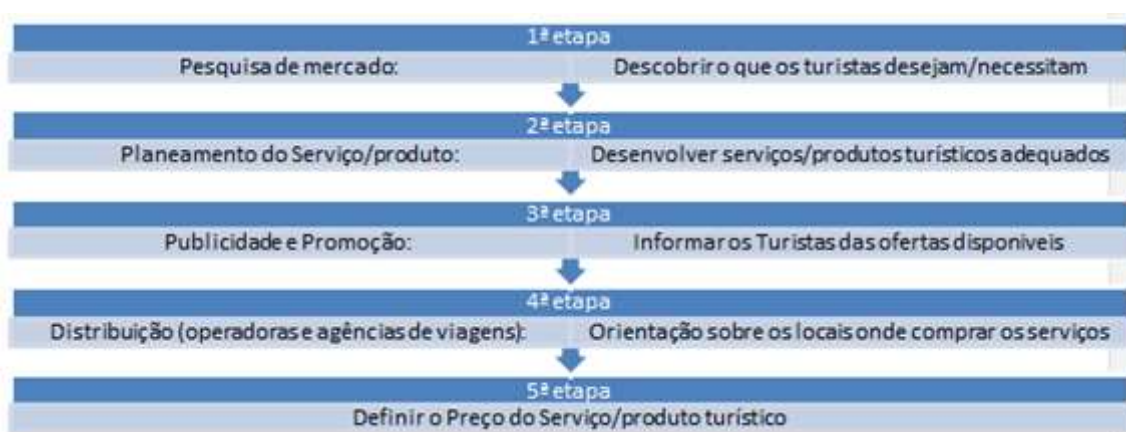 1ª etapa
Pesquisa de mercado: Descobrir o que os turistas desejam/necessitam
2ª etapa
Planeamento do Serviço/produto: Desenvolver serviços/produtos turísticos adequados
3ª etapa
Publicidade e Promoção: Informar os Turistas das ofertas disponiveis
4ª etapa
Distribuição (operadoras e agências de viagens): Orientação sobre os locais onde comprar os serviços
5ª etapa
Definir o Preço do Serviço/produto turístico